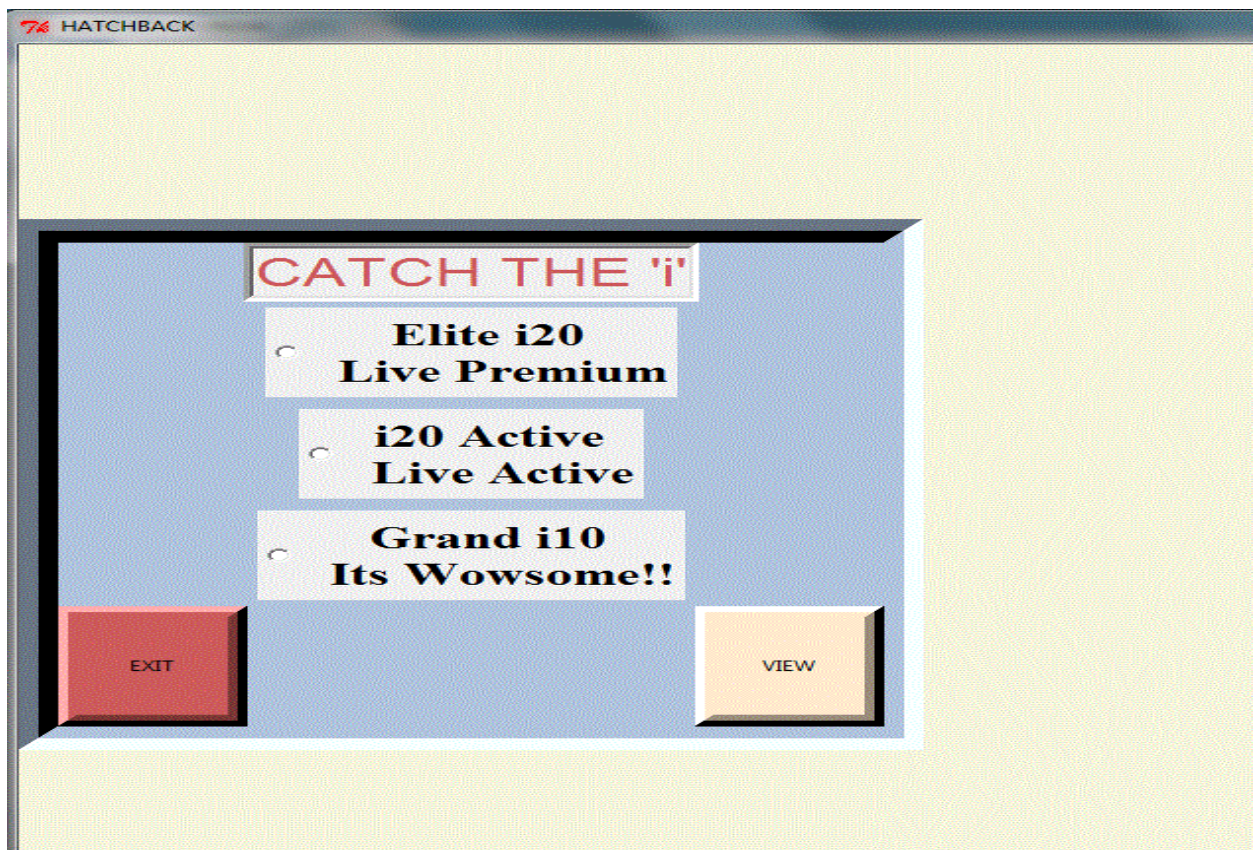 HATCHBACK
CATCH THE 'i'
Elite i20
Live Premium
i20 Active
Live Active
Grand i10
Its Wowsome!!
EXIT
VIEW